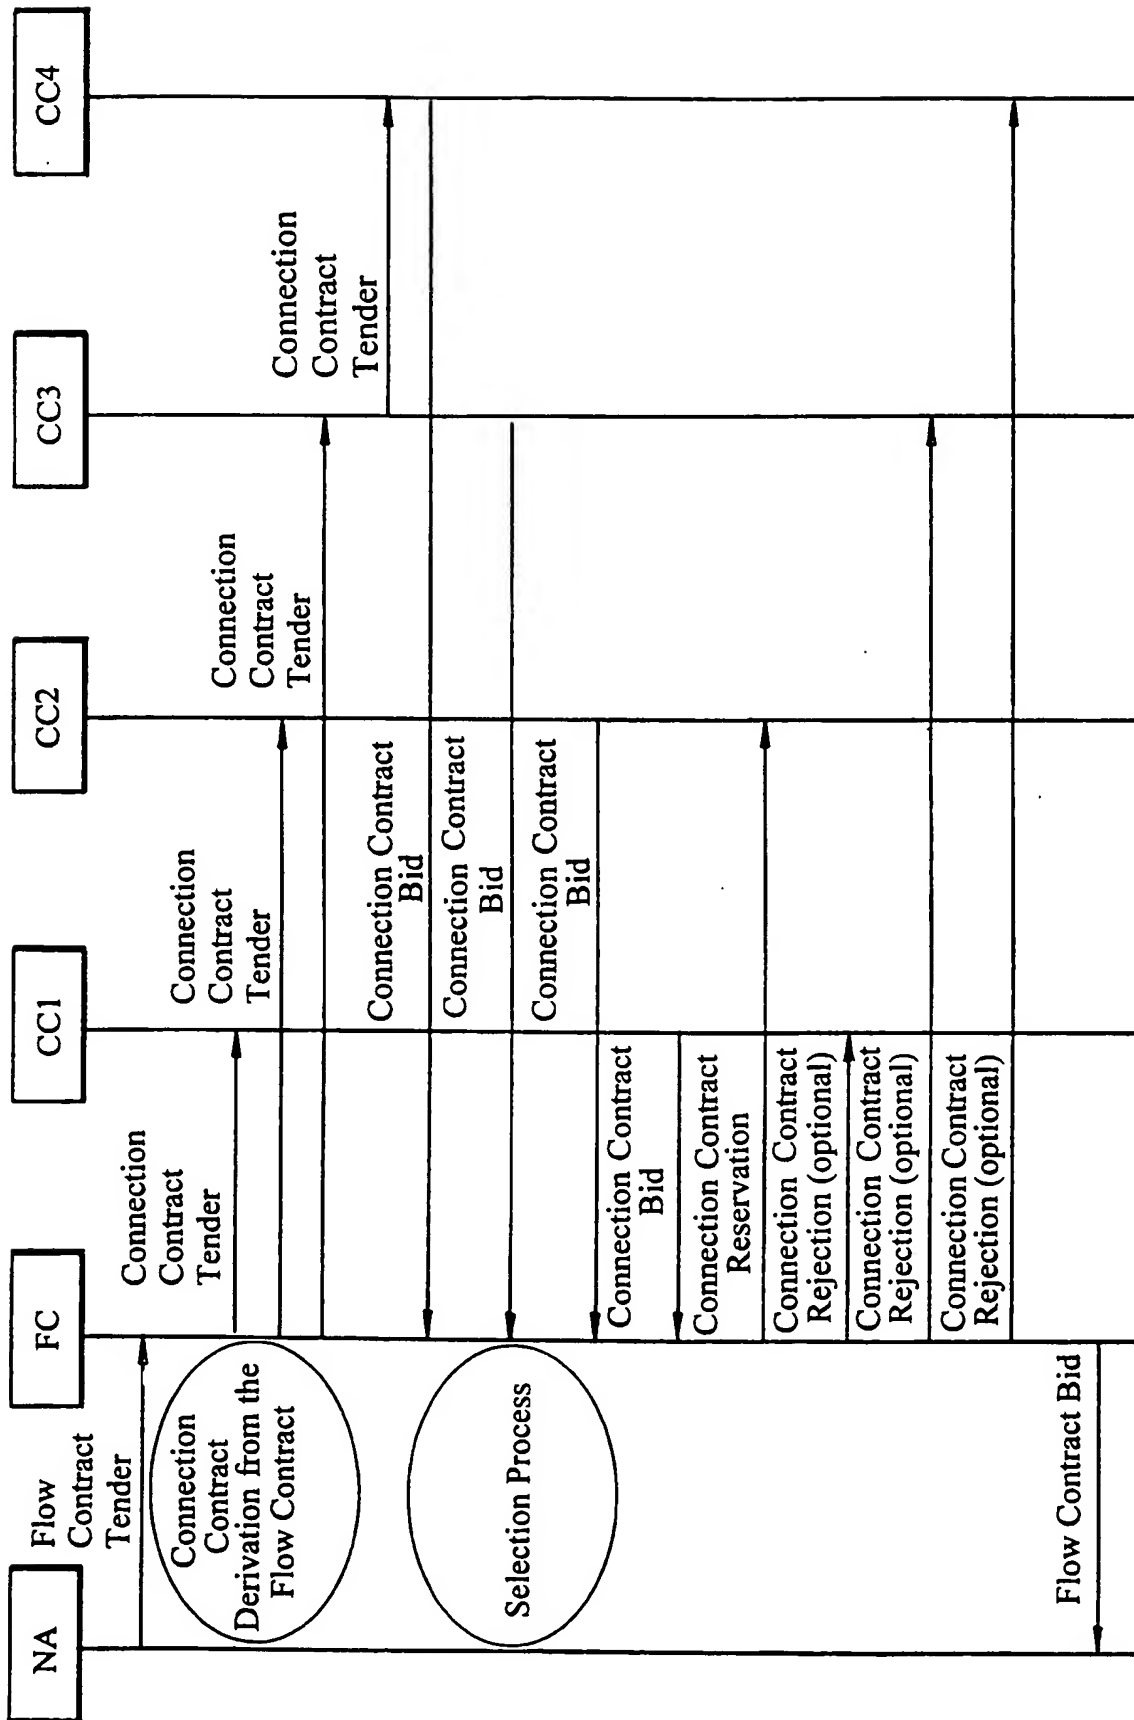 NA
FC
CC1
CC2
CC3
CC4
Flow
Contract
Tender
Connection
Contract
Derivation from the
Flow Contract
Connection
Contract
Tender
Connection
Contract
Tender
Connection
Contract
Tender
Connection
Contract
Tender
Connection Contract
Bid
Connection Contract
Bid
Selection Process
Connection Contract
Bid
Connection Contract
Bid
Connection Contract
Reservation
Connection Contract
Rejection (optional)
Connection Contract
Rejection (optional)
Connection Contract
Rejection (optional)
Flow Contract Bid